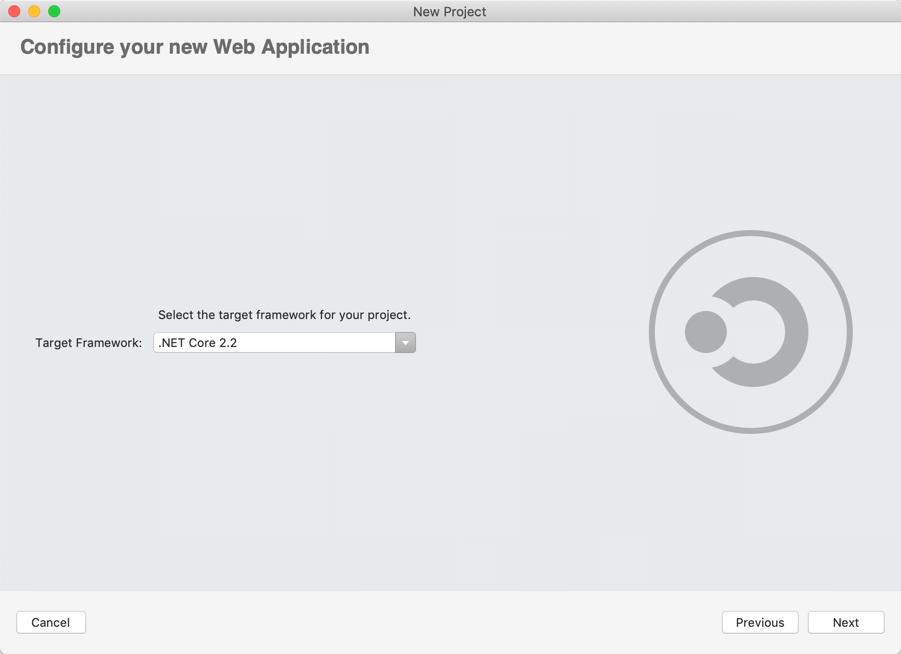 New Project
Configure your new Web Application
Select the target framework for your project.
Target Framework: .NET Core 2.2
Cancel Previous Next